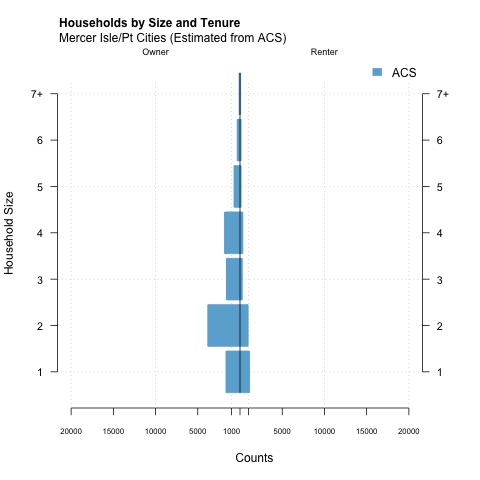 Households by Size and Tenure
Mercer Isle/Pt Cities (Estimated from ACS)
Owner
Renter
ACS
7+
7+
6
6
5
5
4
4
3
3
2
2
1
1
Household Size
20000 15000 10000 5000 1000 5000 10000 15000 20000
Counts